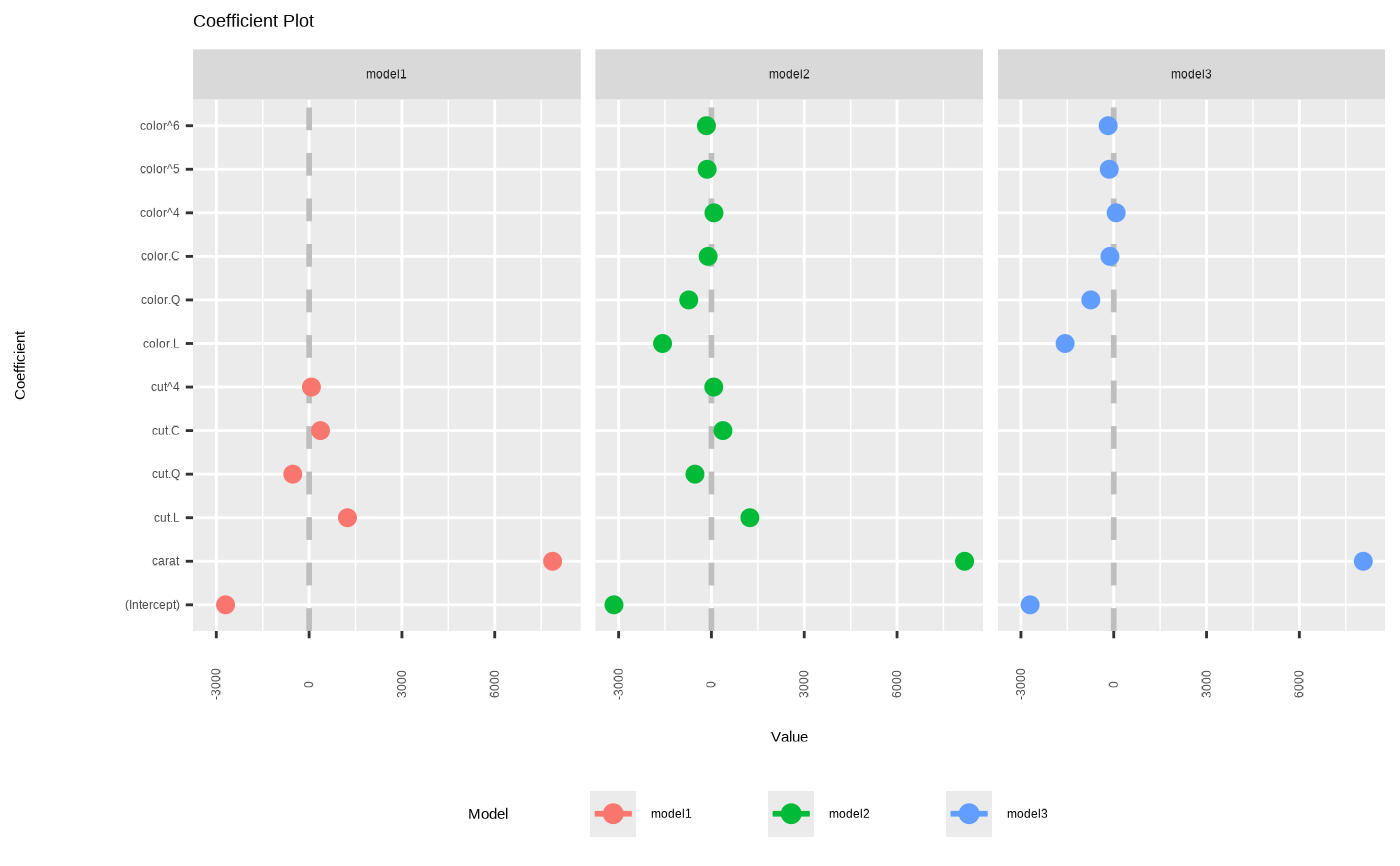 Coefficient Plot
model1 model2 model3
color^6
color^5
color^4
color.C
color.Q
color.L
cut^4
cut.C
cut.Q
cut.L
carat
(Intercept)
Coefficient
-3000 0 3000 6000 -3000 0 3000 6000 -3000 0 3000 6000
Value
Model model1 model2 model3